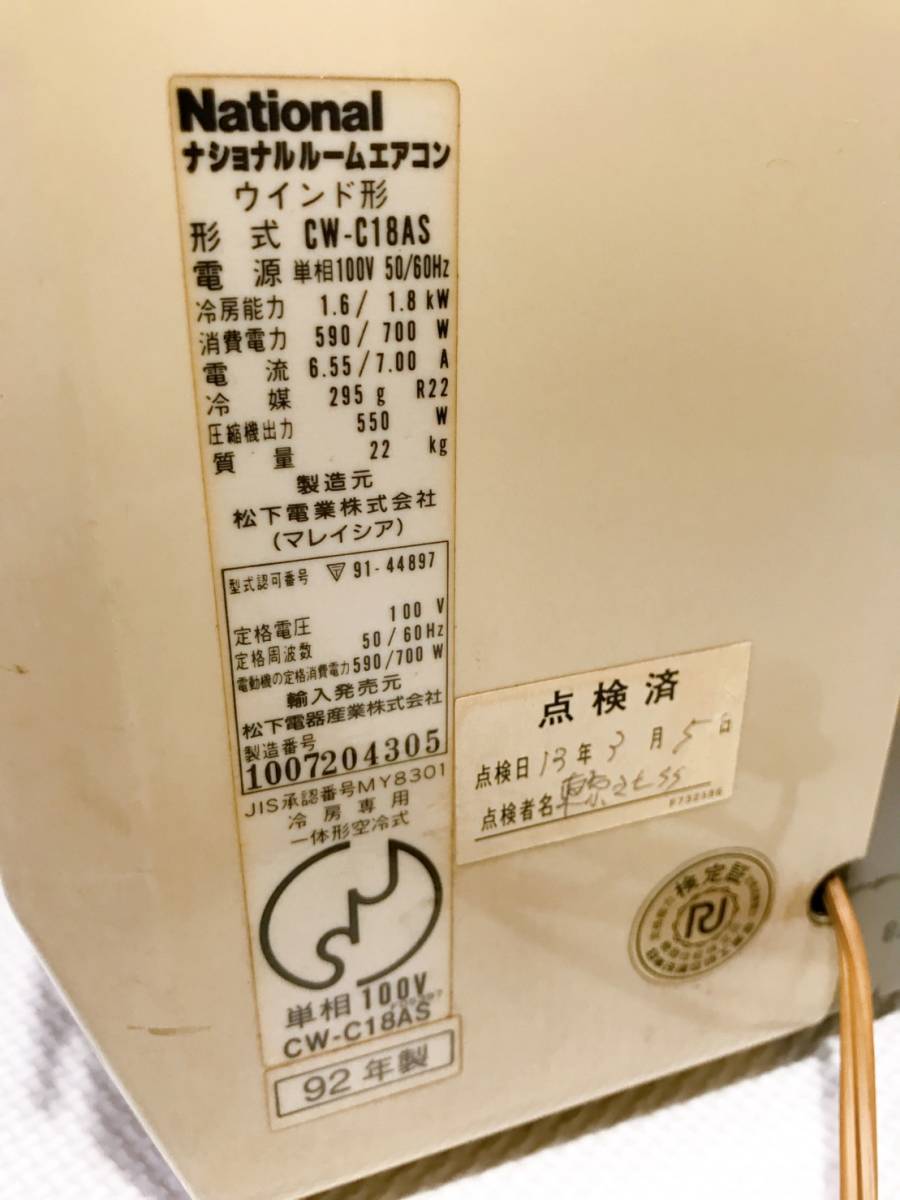 National
ナショナルルームエアコン
ウインド形
形式 CW-C18AS
電源 単相100V 50/60Hz
冷房能力 1.6/ 1.8 kW
消費電力 590/ 700 W
電流 6.55/7.00 A
冷媒 295 g R22
圧縮機出力 550 W
質量 22 kg
製造元
松下電業株式会社
(マレイシア)
型式認可番号 〒 91-44897
定格電圧 100 V
定格周波数 50/60Hz
電動機の定格消費電力 590/700 W
輸入発売元
松下電器産業株式会社
製造番号
1007204305
JIS承認番号MY8301
冷房専用
一体形空冷式
単相 100V
CW-C18AS
92年製
点検済
点検日 13年3月5日
点検者名
検定証